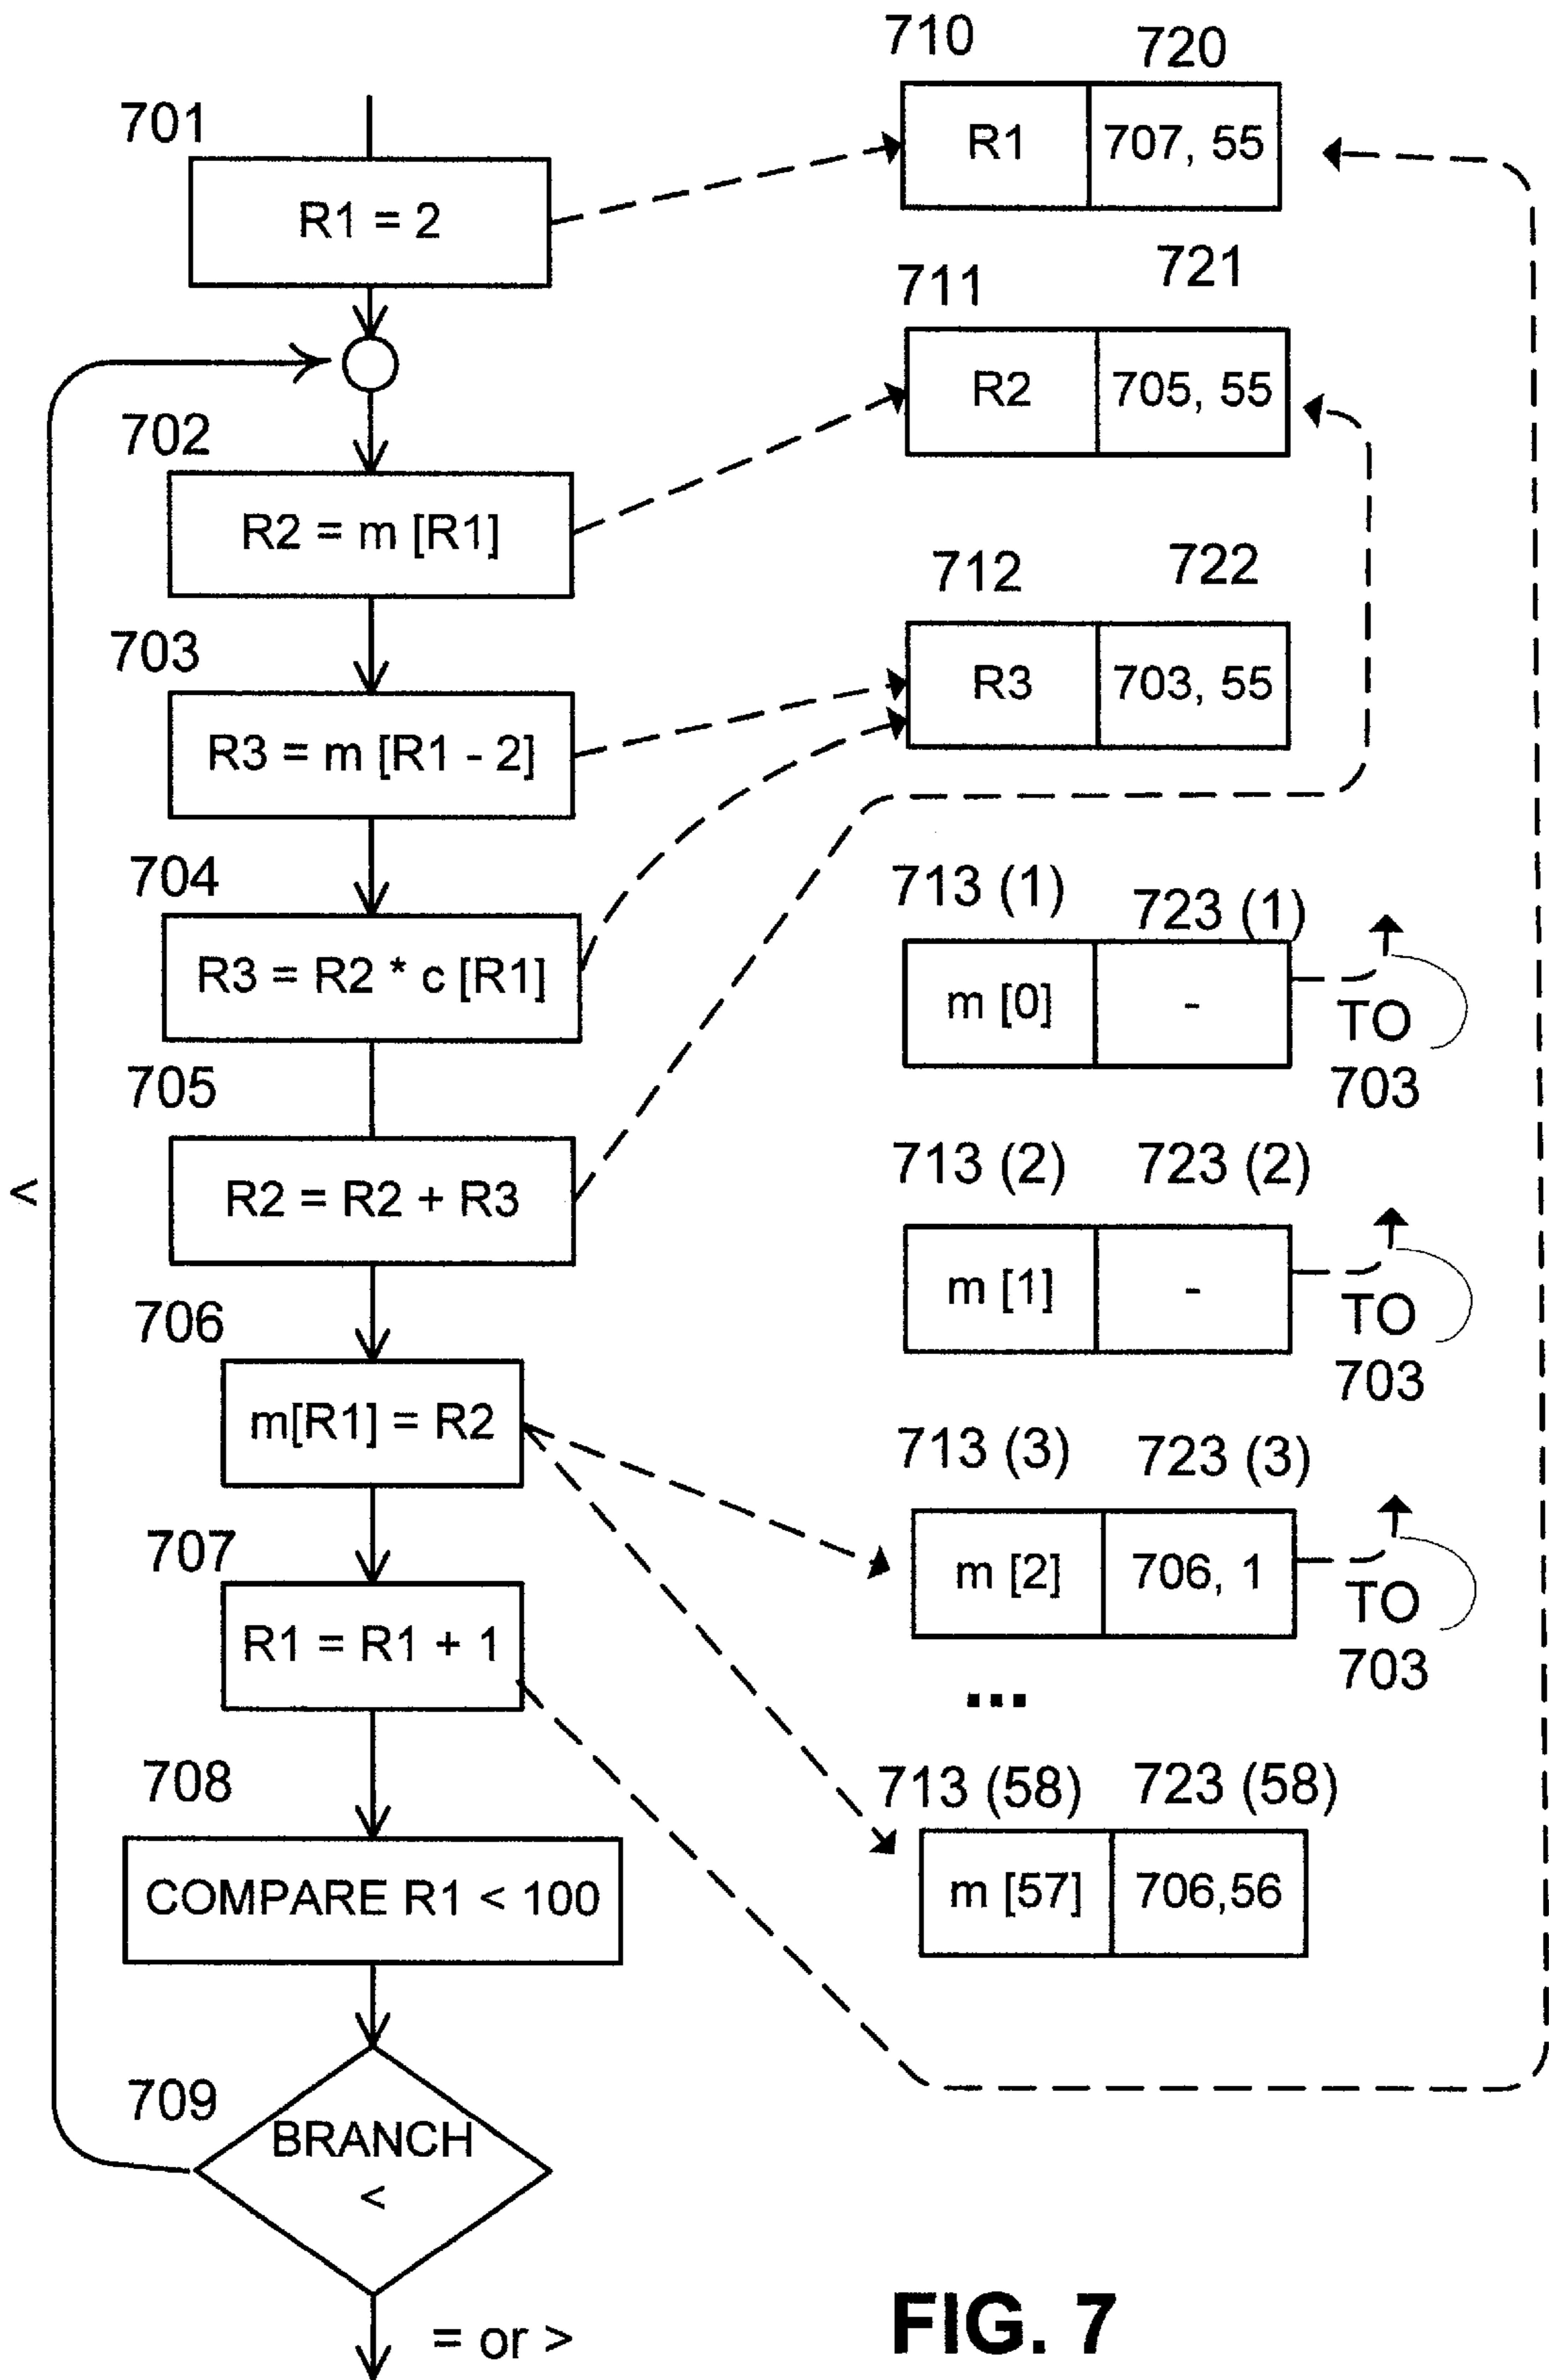 710 720
701
R1 707, 55
R1 = 2
711 721
R2 705, 55
702
R2 = m [R1]
712 722
703
R3 703, 55
R3 = m [R1 - 2]
704
713 (1) 723 (1)
R3 = R2 * c [R1]
m [0] -
TO
703
705
713 (2) 723 (2)
<
R2 = R2 + R3
m [1] -
TO
703
706
m[R1] = R2
713 (3) 723 (3)
707
m [2] 706, 1
TO
703
R1 = R1 + 1
...
708
713 (58) 723 (58)
COMPARE R1 < 100
m [57] 706,56
709
BRANCH
<
= or >
FIG. 7